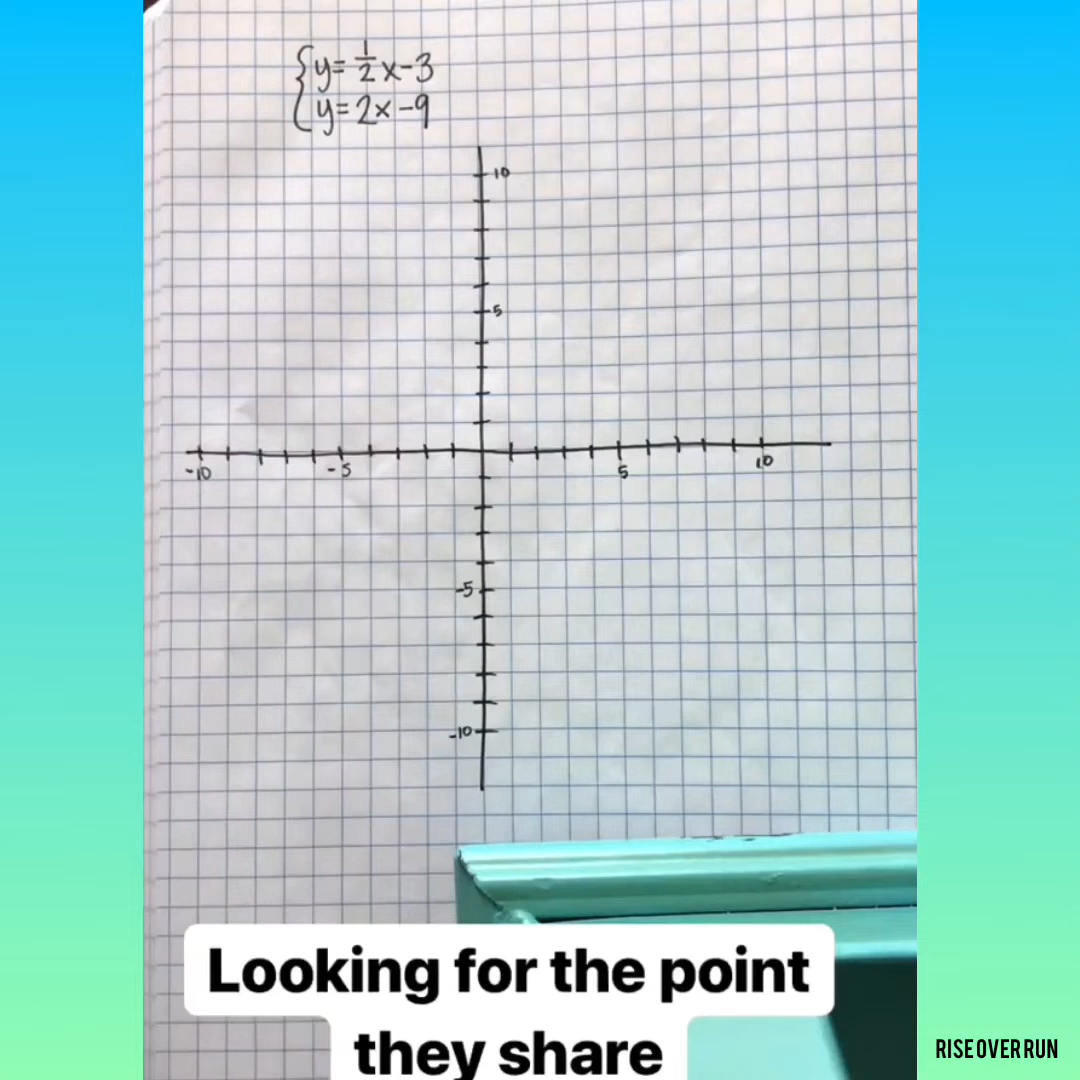 y = 1/2 x - 3
y = 2x - 9
10
5
-10
-5
5
10
-5
-10
Looking for the point
they share
RISE OVER RUN